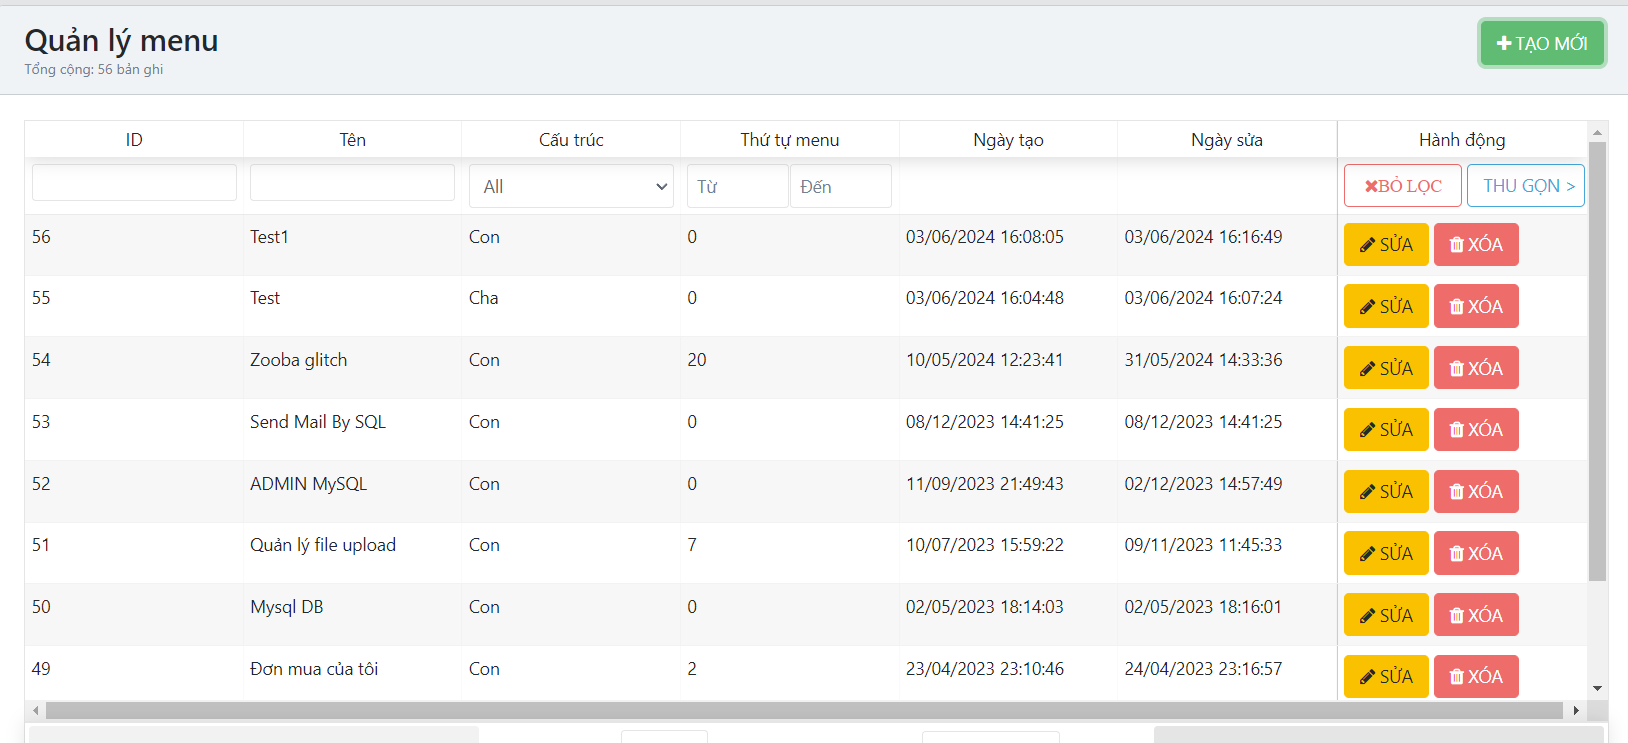 Quản lý menu
TẠO MỚI
Tổng cộng: 56 bản ghi
ID Tên Cấu trúc Thứ tự menu Ngày tạo Ngày sửa Hành động
All Từ Đến BỎ LỌC THU GỌN >
56 Test1 Con 0 03/06/2024 16:08:05 03/06/2024 16:16:49 SỬA XÓA
55 Test Cha 0 03/06/2024 16:04:48 03/06/2024 16:07:24 SỬA XÓA
54 Zooba glitch Con 20 10/05/2024 12:23:41 31/05/2024 14:33:36 SỬA XÓA
53 Send Mail By SQL Con 0 08/12/2023 14:41:25 08/12/2023 14:41:25 SỬA XÓA
52 ADMIN MySQL Con 0 11/09/2023 21:49:43 02/12/2023 14:57:49 SỬA XÓA
51 Quản lý file upload Con 7 10/07/2023 15:59:22 09/11/2023 11:45:33 SỬA XÓA
50 Mysql DB Con 0 02/05/2023 18:14:03 02/05/2023 18:16:01 SỬA XÓA
49 Đơn mua của tôi Con 2 23/04/2023 23:10:46 24/04/2023 23:16:57 SỬA XÓA